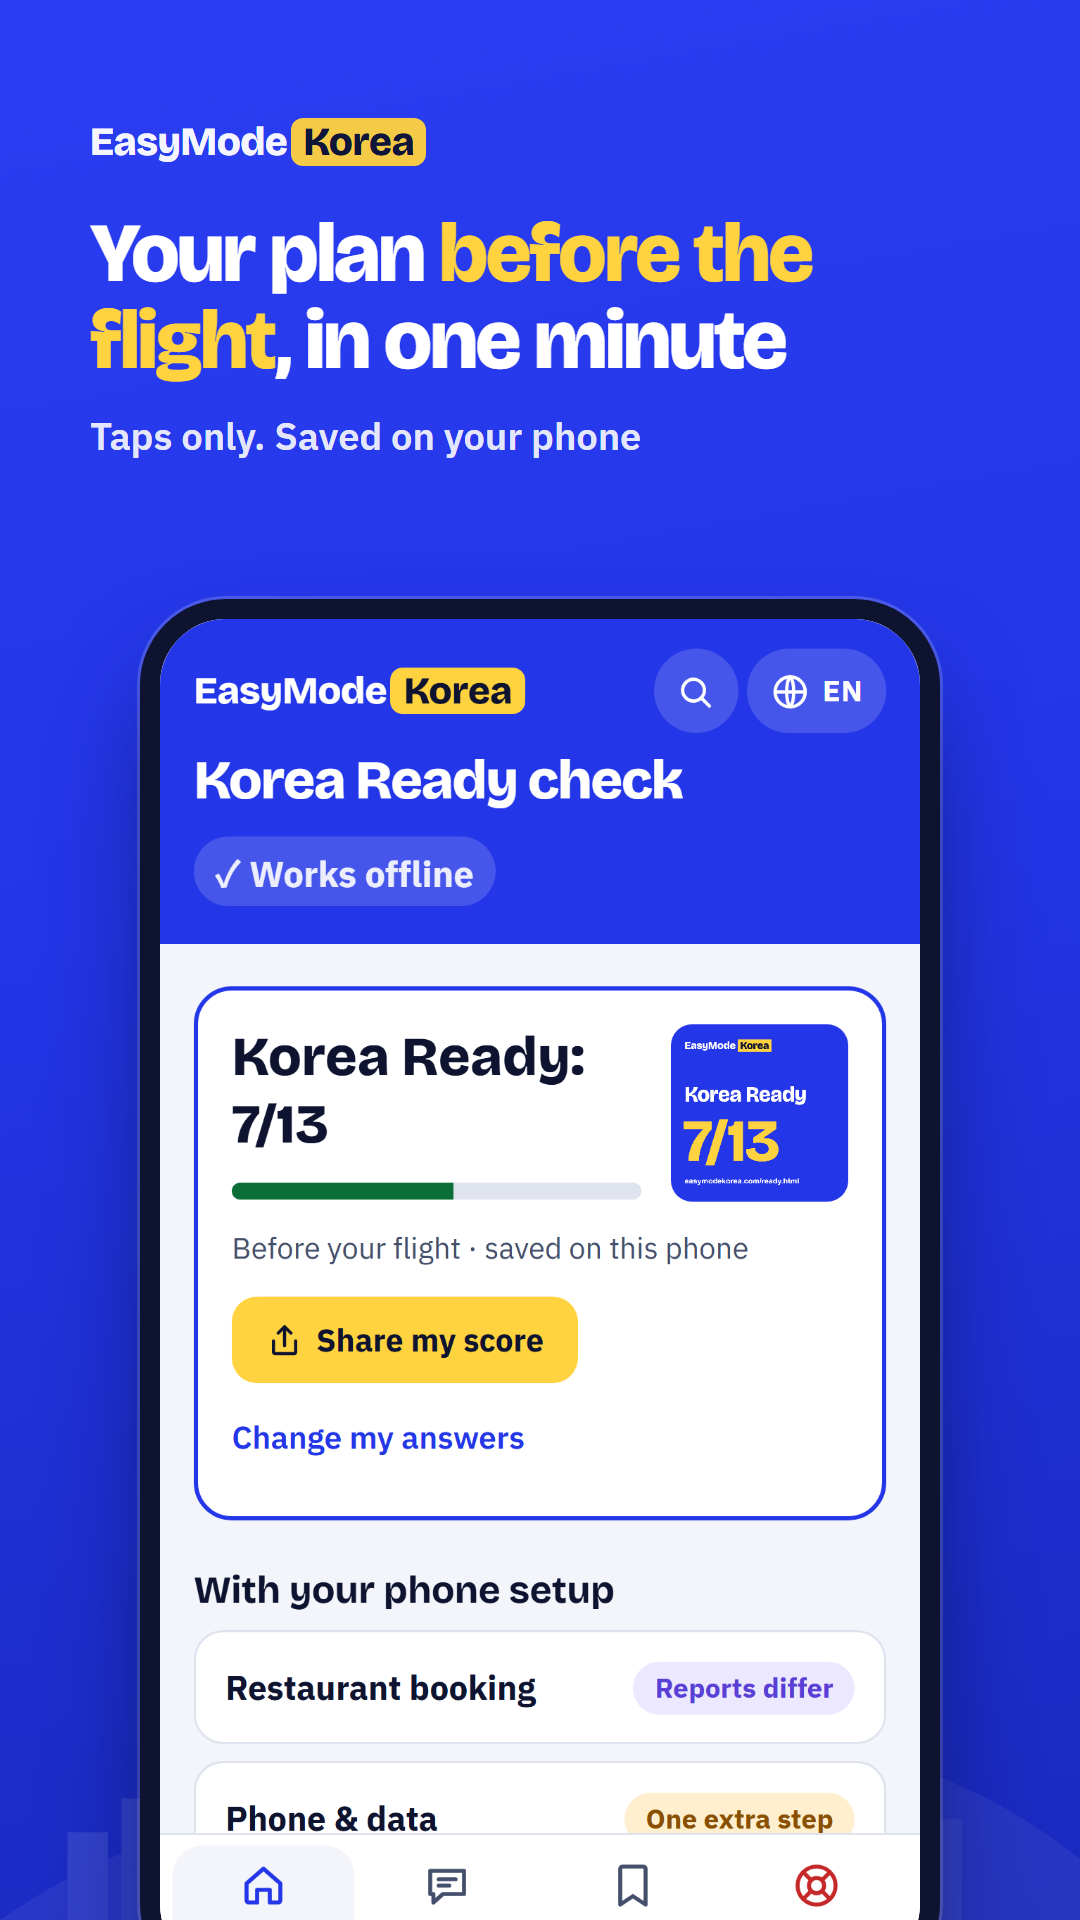 EasyMode Korea
Your plan before the
flight, in one minute
Taps only. Saved on your phone
EasyMode Korea
EN
Korea Ready check
✓ Works offline
Korea Ready:
7/13
EasyMode Korea
Korea Ready
7/13
easymodekorea.com/ready.html
Before your flight · saved on this phone
Share my score
Change my answers
With your phone setup
Restaurant booking
Reports differ
Phone & data
One extra step